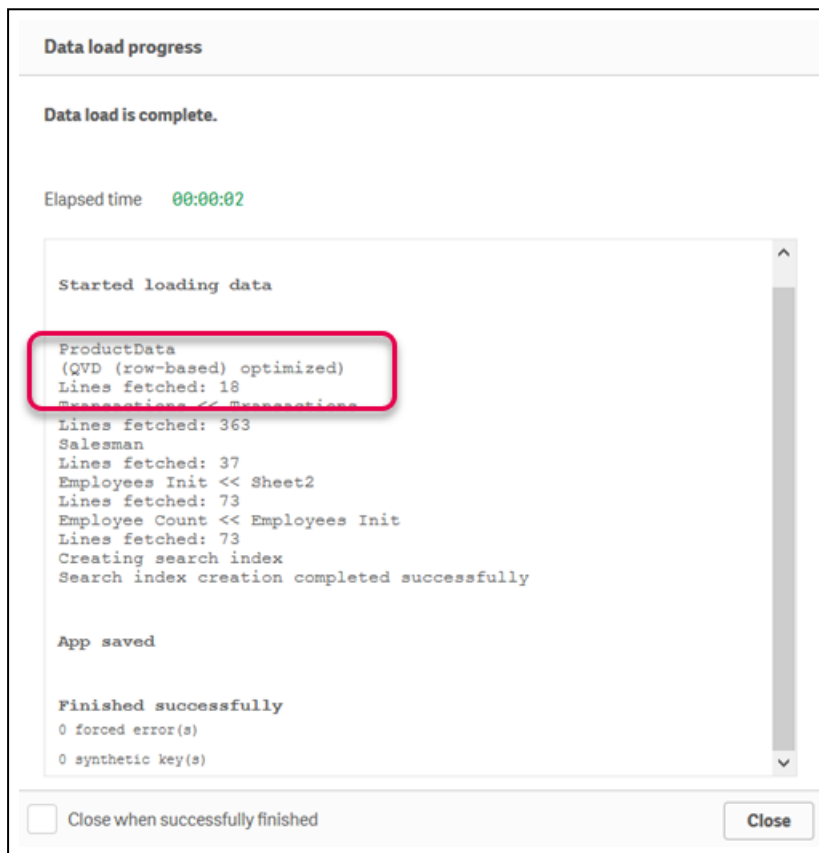 Data load progress
Data load is complete.
Elapsed time 00:00:02
Started loading data
ProductData
(QVD (row-based) optimized)
Lines fetched: 18
Transactions << Transactions
Lines fetched: 363
Salesman
Lines fetched: 37
Employees Init << Sheet2
Lines fetched: 73
Employee Count << Employees Init
Lines fetched: 73
Creating search index
Search index creation completed successfully
App saved
Finished successfully
0 forced error(s)
0 synthetic key(s)
Close when successfully finished
Close